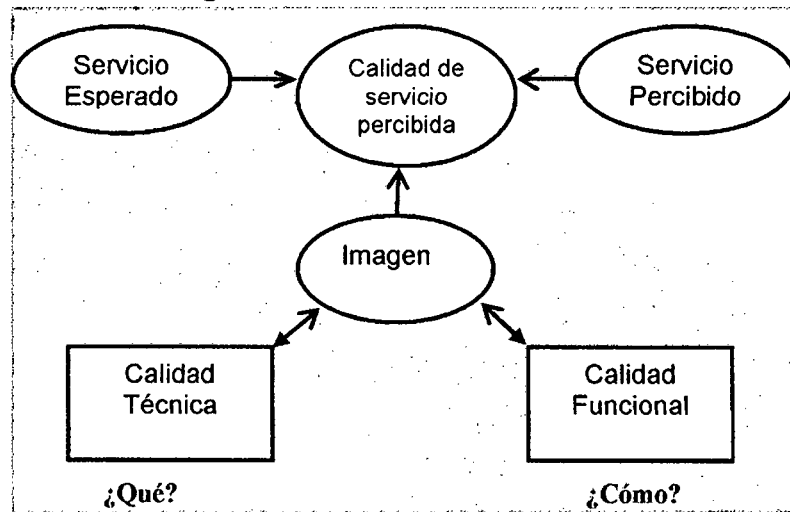 Servicio
Esperado
Calidad de
servicio
percibida
Servicio
Percibido
Imagen
Calidad
Técnica
Calidad
Funcional
¿Qué?
¿Cómo?